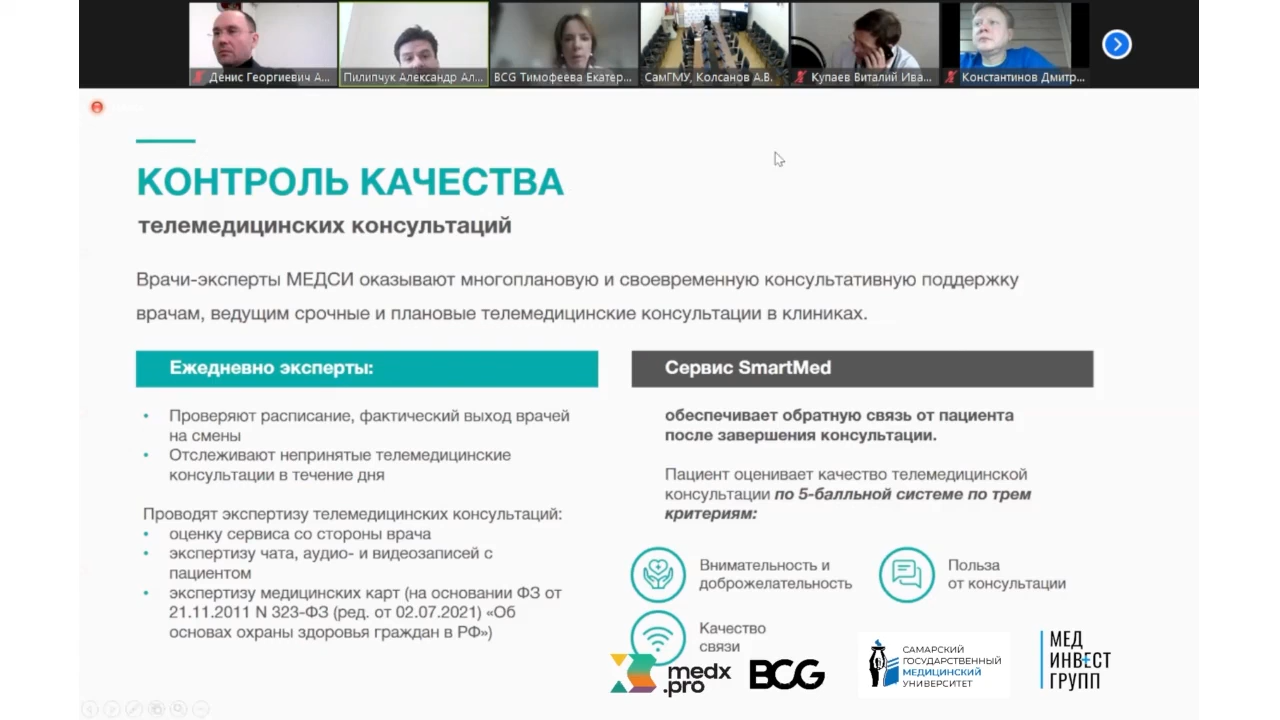 Денис Георгиевич А...
Пилипчук Александр Ал...
BCG Тимофеева Екатер...
СамГМУ, Колсанов А.В.
Купаев Виталий Ива...
Константинов Дмитр...
КОНТРОЛЬ КАЧЕСТВА
телемедицинских консультаций
Врачи-эксперты МЕДСИ оказывают многоплановую и своевременную консультативную поддержку
врачам, ведущим срочные и плановые телемедицинские консультации в клиниках.
Ежедневно эксперты:
• Проверяют расписание, фактический выход врачей
на смены
• Отслеживают непринятые телемедицинские
консультации в течение дня
Проводят экспертизу телемедицинских консультаций:
• оценку сервиса со стороны врача
• экспертизу чата, аудио- и видеозаписей с
пациентом
• экспертизу медицинских карт (на основании ФЗ от
21.11.2011 N 323-ФЗ (ред. от 02.07.2021) «Об
основах охраны здоровья граждан в РФ»)
Сервис SmartMed
обеспечивает обратную связь от пациента
после завершения консультации.
Пациент оценивает качество телемедицинской
консультации по 5-балльной системе по трем
критериям:
Внимательность и
доброжелательность
Польза
от консультации
Качество
связи
medx
.pro
BCG
САМАРСКИЙ
ГОСУДАРСТВЕННЫЙ
МЕДИЦИНСКИЙ
УНИВЕРСИТЕТ
МЕД
ИНВЕСТ
ГРУПП